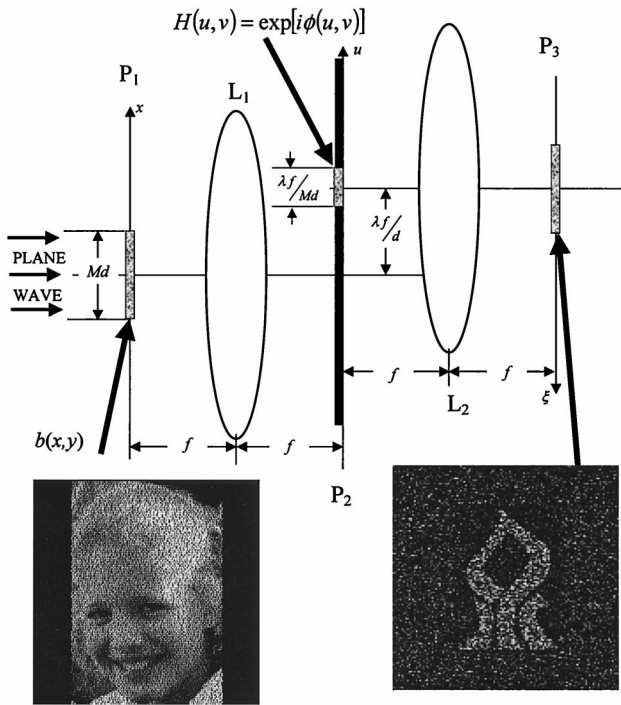 H(u,v) = exp[iϕ(u,v)]
u
P₁
P₃
x
L₁
λf/Md
λf/d
PLANE
WAVE
Md
f
f
L₂
ξ
b(x,y)
f
f
P₂